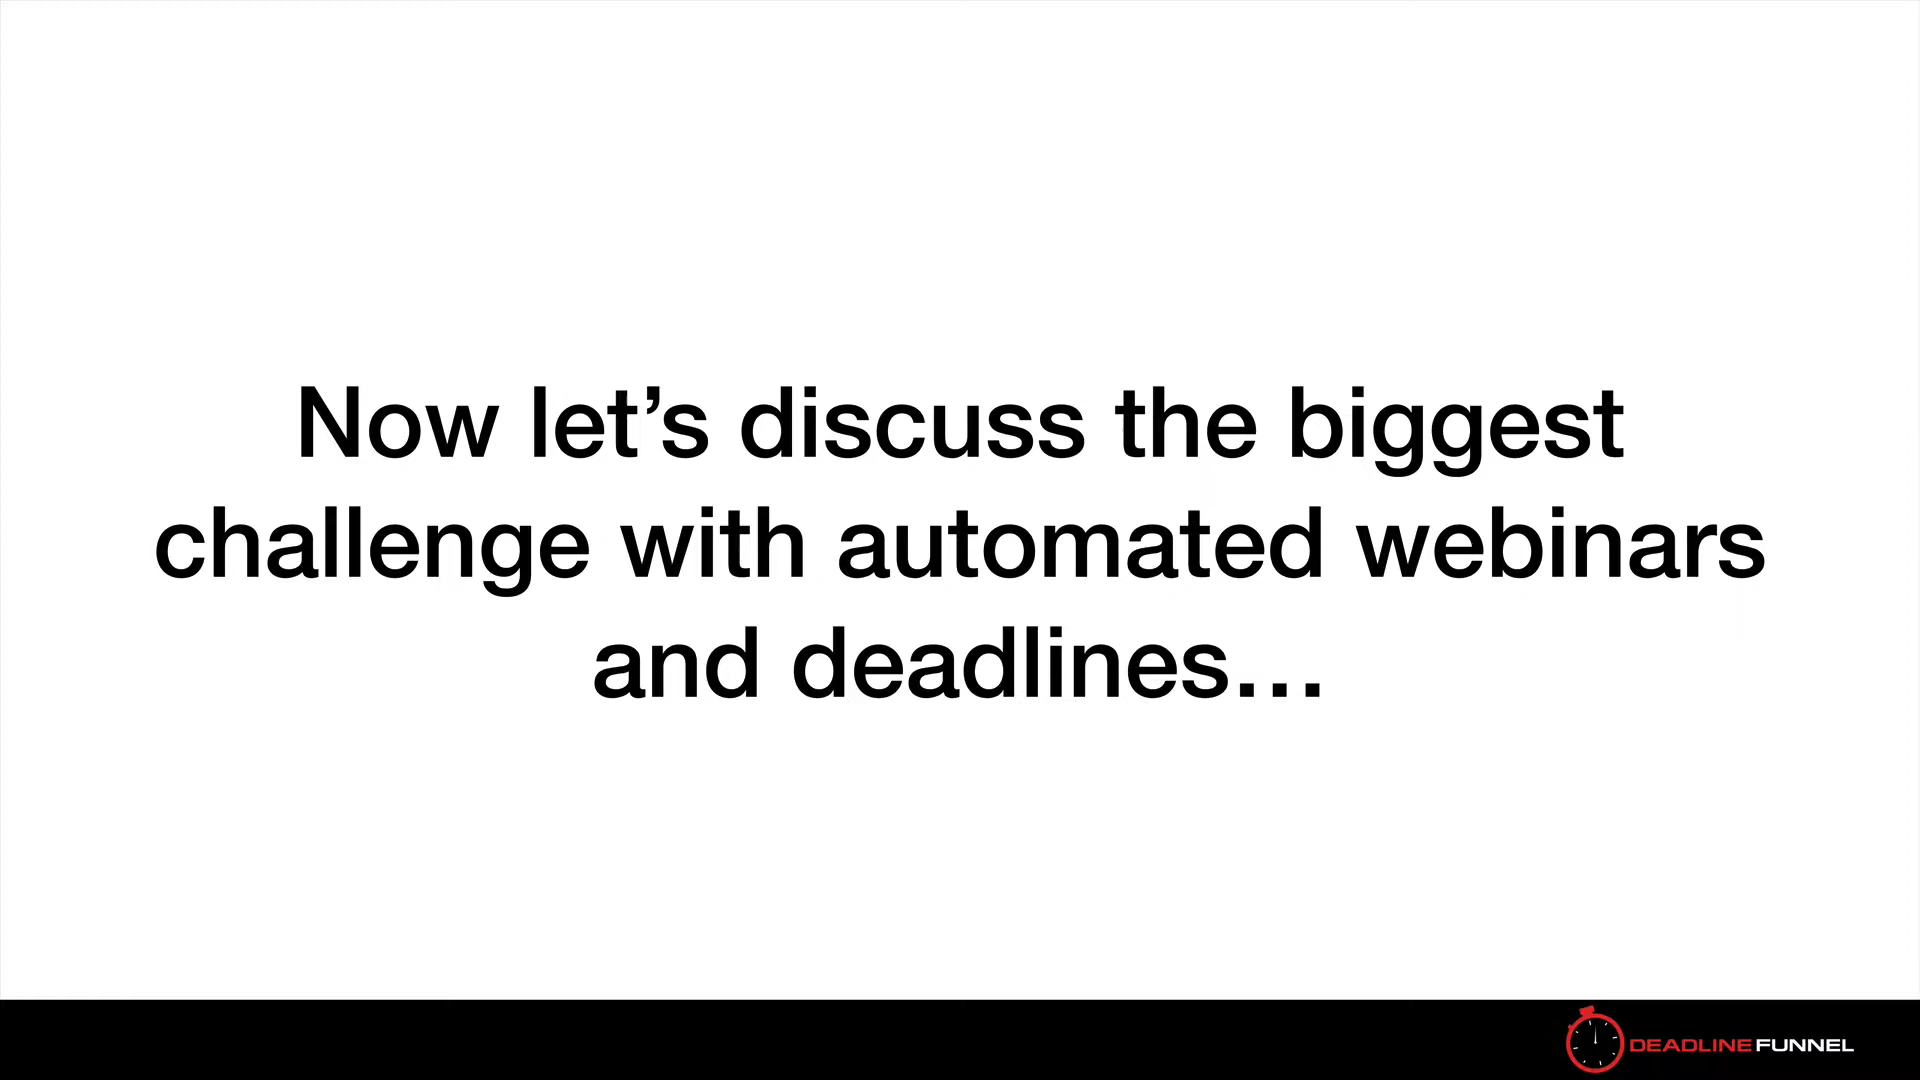 Now let’s discuss the biggest
challenge with automated webinars
and deadlines…
DEADLINE FUNNEL